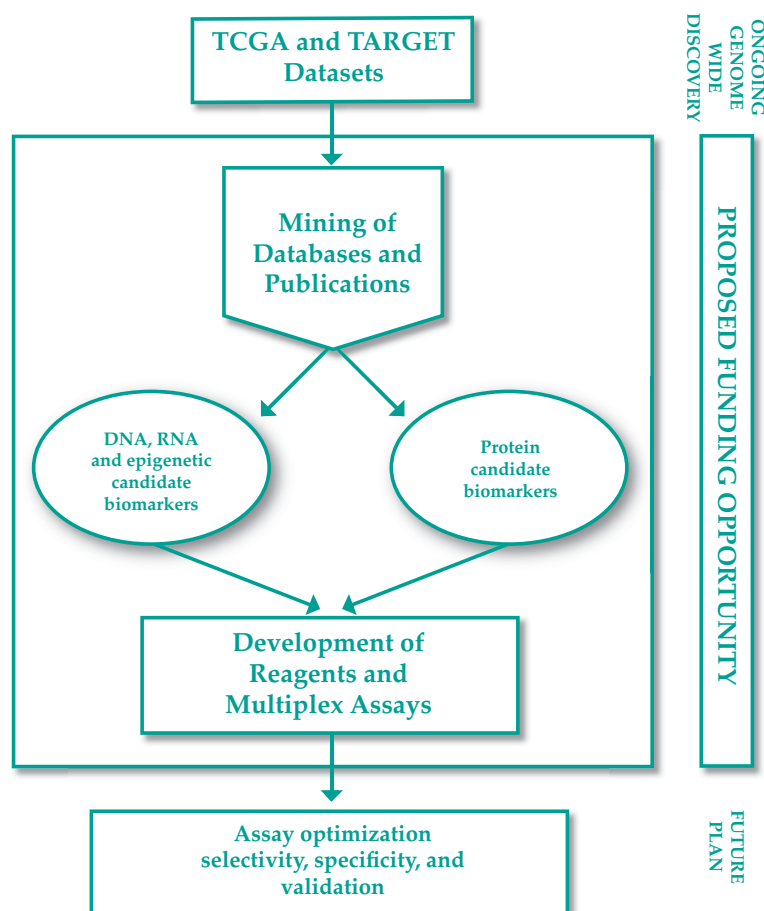 TCGA and TARGET
Datasets
ONGOING
GENOME
WIDE
DISCOVERY
Mining of
Databases and
Publications
PROPOSED FUNDING OPPORTUNITY
DNA, RNA
and epigenetic
candidate
biomarkers
Protein
candidate
biomarkers
Development of
Reagents and
Multiplex Assays
FUTURE
PLAN
Assay optimization
selectivity, specificity, and
validation